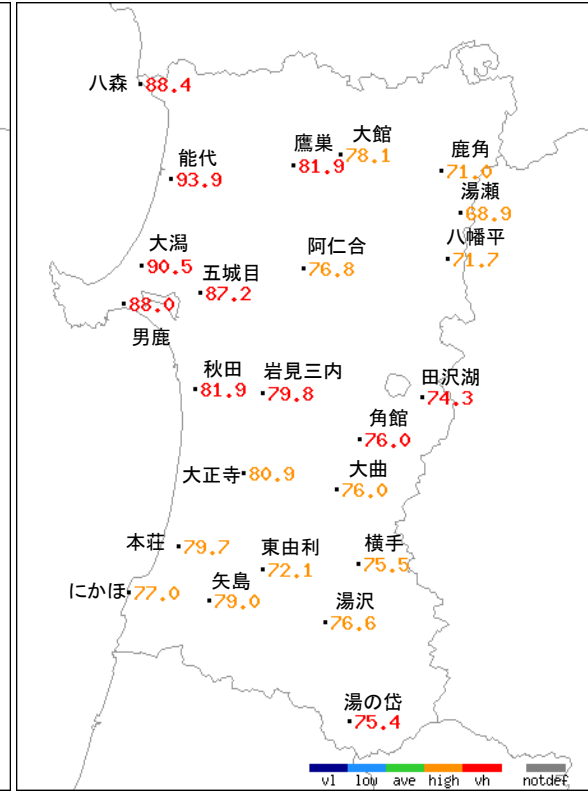 八森 88.4
鷹巣 大館
81.9 78.1
能代
93.9
鹿角
71.0
湯瀬
68.9
八幡平
71.7
大潟
90.5
阿仁合
76.8
五城目
87.2
88.0
男鹿
秋田
81.9
岩見三内
79.8
田沢湖
74.3
角館
76.0
大正寺 80.9
大曲
76.0
本荘 79.7
東由利
72.1
横手
75.5
にかほ 77.0
矢島
79.0
湯沢
76.6
湯の岱
75.4
vl low ave high vh notdef